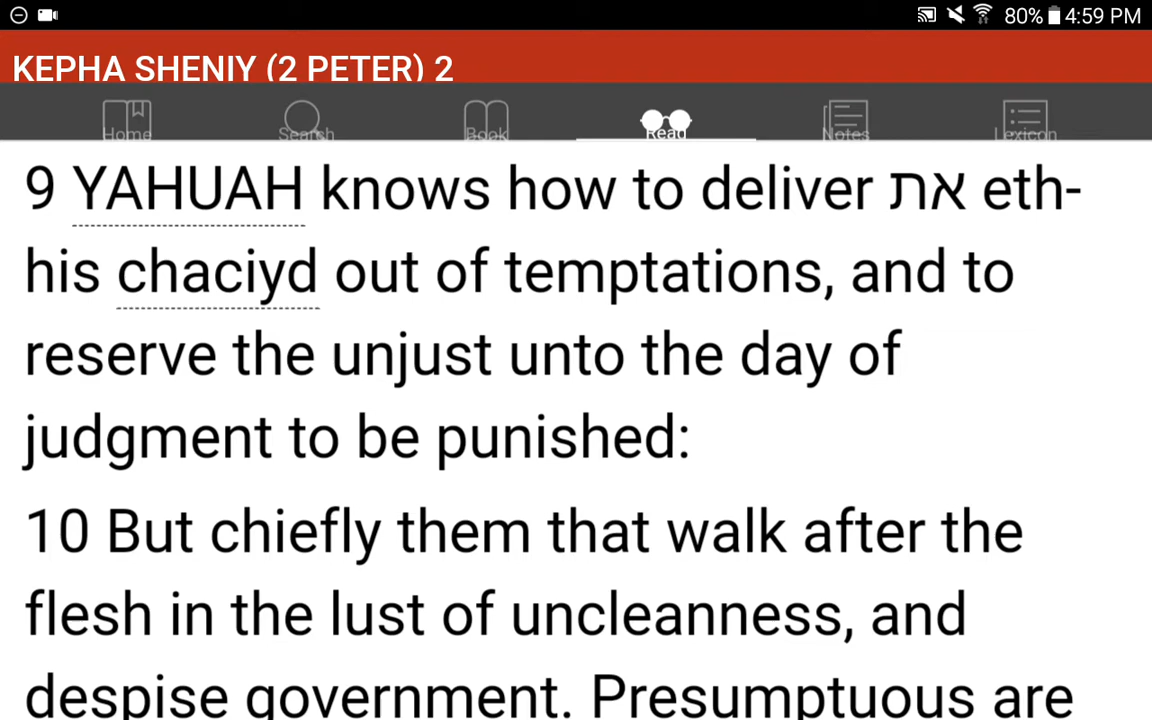 80% 4:59 PM
KEPHA SHENIY (2 PETER) 2
Home Search Book Read Notes Lexicon
9 YAHUAH knows how to deliver את eth-
his chaciyd out of temptations, and to
reserve the unjust unto the day of
judgment to be punished:
10 But chiefly them that walk after the
flesh in the lust of uncleanness, and
despise government. Presumptuous are